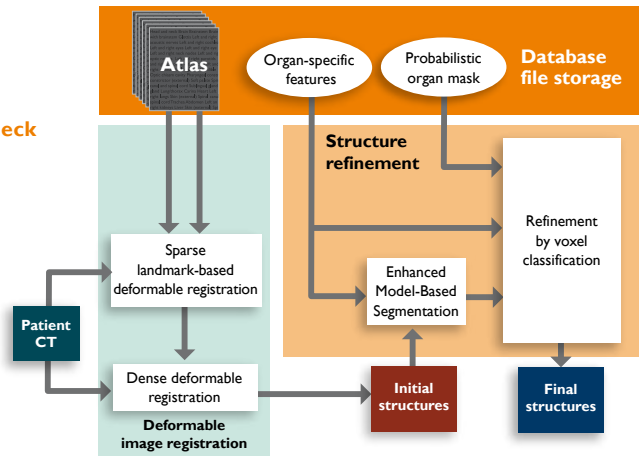 Atlas
Organ-specific
features
Probabilistic
organ mask
Database
file storage
eck
Structure
refinement
Sparse
landmark-based
deformable registration
Refinement
by voxel
classification
Enhanced
Model-Based
Segmentation
Patient
CT
Dense deformable
registration
Initial
structures
Final
structures
Deformable
image registration